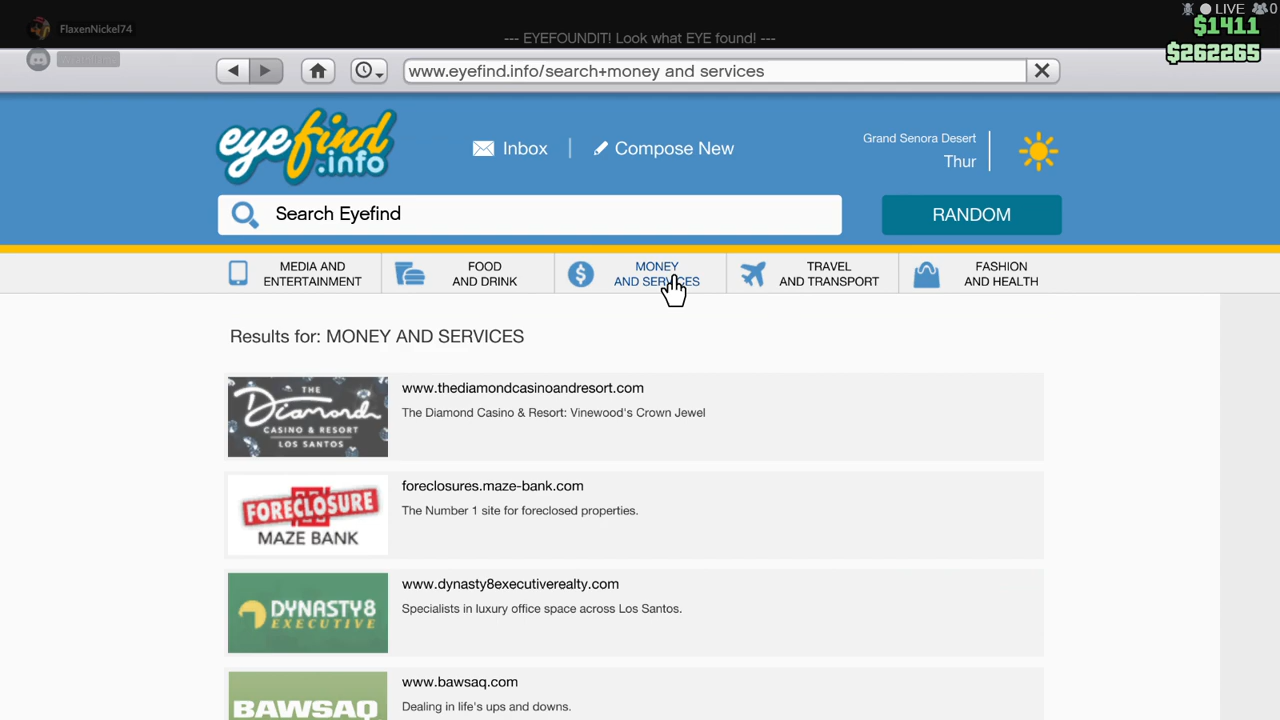 FlaxenNickel74
LIVE 0
$1411
--- EYEFOUNDIT! Look what EYE found! ---
$262265
www.eyefind.info/search+money and services
eyefind
.info
Inbox
Compose New
Grand Senora Desert
Thur
Search Eyefind
RANDOM
MEDIA AND
ENTERTAINMENT
FOOD
AND DRINK
MONEY
AND SERVICES
TRAVEL
AND TRANSPORT
FASHION
AND HEALTH
Results for: MONEY AND SERVICES
THE
Diamond
CASINO & RESORT
LOS SANTOS
www.thediamondcasinoandresort.com
The Diamond Casino & Resort: Vinewood's Crown Jewel
FORECLOSURE
MAZE BANK
foreclosures.maze-bank.com
The Number 1 site for foreclosed properties.
DYNASTY8
EXECUTIVE
www.dynasty8executiverealty.com
Specialists in luxury office space across Los Santos.
BAWSAQ
www.bawsaq.com
Dealing in life's ups and downs.